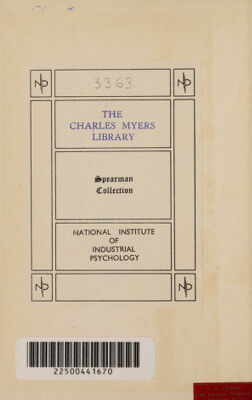 3363.
THE
CHARLES MYERS
LIBRARY
Spearman
Collection
NATIONAL INSTITUTE
OF
INDUSTRIAL
PSYCHOLOGY
22500441670